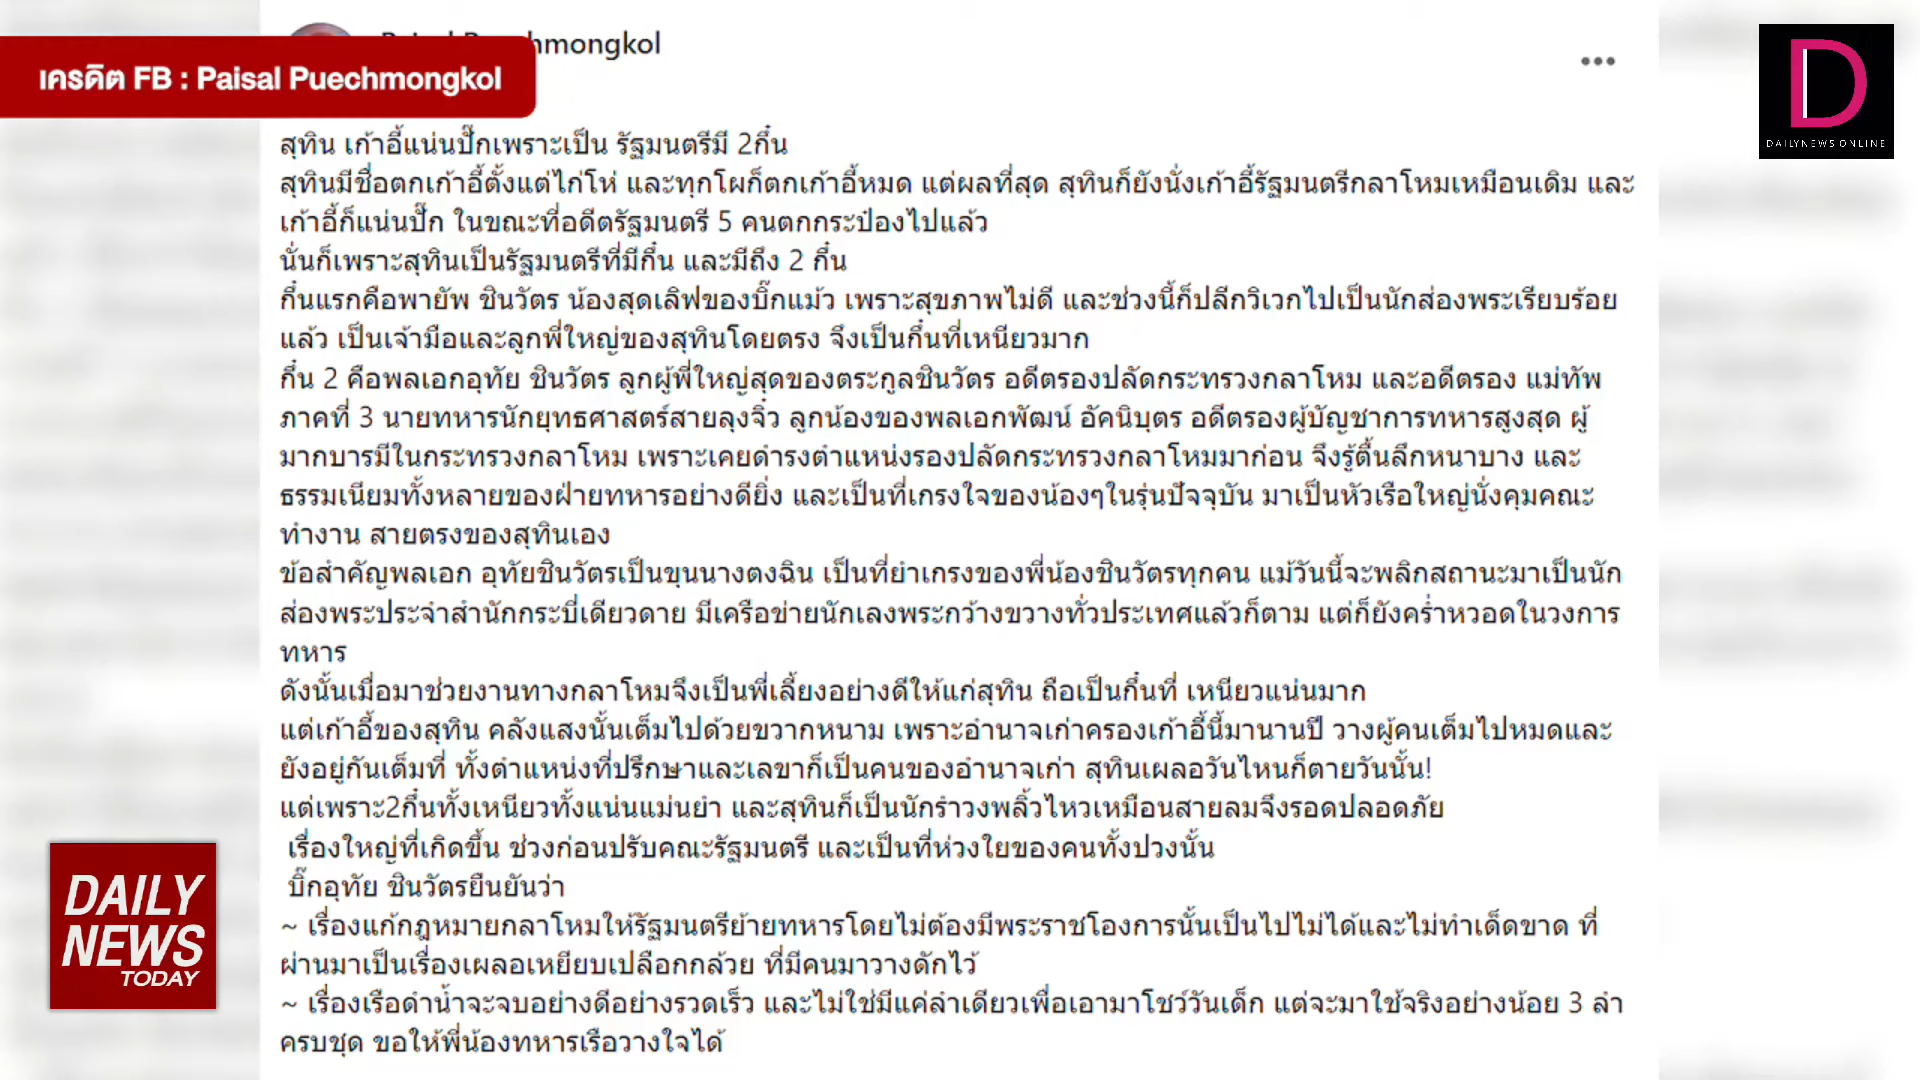 hmongkol
เครดิต FB : Paisal Puechmongkol
D
DAILYNEWS ONLINE
สุทิน เก้าอี้แน่นปั๊กเพราะเป็น รัฐมนตรีมี 2กึ๋น
สุทินมีชื่อตกเก้าอี้ตั้งแต่ไก่โห่ และทุกโผก็ตกเก้าอี้หมด แต่ผลที่สุด สุทินก็ยังนั่งเก้าอี้รัฐมนตรีกลาโหมเหมือนเดิม และ
เก้าอี้ก็แน่นปั๊ก ในขณะที่อดีตรัฐมนตรี 5 คนตกกระป๋องไปแล้ว
นั่นก็เพราะสุทินเป็นรัฐมนตรีที่มีกึ๋น และมีถึง 2 กึ๋น
กึ๋นแรกคือพายัพ ชินวัตร น้องสุดเลิฟของบิ๊กแม้ว เพราะสุขภาพไม่ดี และช่วงนี้ก็ปลีกวิเวกไปเป็นนักส่องพระเรียบร้อย
แล้ว เป็นเจ้ามือและลูกพี่ใหญ่ของสุทินโดยตรง จึงเป็นกึ๋นที่เหนียวมาก
กึ๋น 2 คือพลเอกอุทัย ชินวัตร ลูกผู้พี่ใหญ่สุดของตระกูลชินวัตร อดีตรองปลัดกระทรวงกลาโหม และอดีตรอง แม่ทัพ
ภาคที่ 3 นายทหารนักยุทธศาสตร์สายลุงจิ๋ว ลูกน้องของพลเอกพัฒน์ อัคนิบุตร อดีตรองผู้บัญชาการทหารสูงสุด ผู้
มากบารมีในกระทรวงกลาโหม เพราะเคยดำรงตำแหน่งรองปลัดกระทรวงกลาโหมมาก่อน จึงรู้ตื้นลึกหนาบาง และ
ธรรมเนียมทั้งหลายของฝ่ายทหารอย่างดียิ่ง และเป็นที่เกรงใจของน้องๆในรุ่นปัจจุบัน มาเป็นหัวเรือใหญ่นั่งคุมคณะ
ทำงาน สายตรงของสุทินเอง
ข้อสำคัญพลเอก อุทัยชินวัตรเป็นขุนนางตงฉิน เป็นที่ยำเกรงของพี่น้องชินวัตรทุกคน แม้วันนี้จะพลิกสถานะมาเป็นนัก
ส่องพระประจำสำนักกระบี่เดียวดาย มีเครือข่ายนักเลงพระกว้างขวางทั่วประเทศแล้วก็ตาม แต่ก็ยังคร่ำหวอดในวงการ
ทหาร
ดังนั้นเมื่อมาช่วยงานทางกลาโหมจึงเป็นพี่เลี้ยงอย่างดีให้แก่สุทิน ถือเป็นกึ๋นที่ เหนียวแน่นมาก
แต่เก้าอี้ของสุทิน คลังแสงนั้นเต็มไปด้วยขวากหนาม เพราะอำนาจเก่าครองเก้าอี้นี้มานานปี วางผู้คนเต็มไปหมดและ
ยังอยู่กันเต็มที่ ทั้งตำแหน่งที่ปรึกษาและเลขาก็เป็นคนของอำนาจเก่า สุทินเผลอวันไหนก็ตายวันนั้น!
แต่เพราะ2กึ๋นทั้งเหนียวทั้งแน่นแม่นยำ และสุทินก็เป็นนักรำวงพลิ้วไหวเหมือนสายลมจึงรอดปลอดภัย
เรื่องใหญ่ที่เกิดขึ้น ช่วงก่อนปรับคณะรัฐมนตรี และเป็นที่ห่วงใยของคนทั้งปวงนั้น
บิ๊กอุทัย ชินวัตรยืนยันว่า
~ เรื่องแก้กฎหมายกลาโหมให้รัฐมนตรีย้ายทหารโดยไม่ต้องมีพระราชโองการนั้นเป็นไปไม่ได้และไม่ทำเด็ดขาด ที่
ผ่านมาเป็นเรื่องเผลอเหยียบเปลือกกล้วย ที่มีคนมาวางดักไว้
~ เรื่องเรือดำน้ำจะจบอย่างดีอย่างรวดเร็ว และไม่ใช่มีแค่ลำเดียวเพื่อเอามาโชว์วันเด็ก แต่จะมาใช้จริงอย่างน้อย 3 ลำ
ครบชุด ขอให้พี่น้องทหารเรือวางใจได้
DAILY
NEWS
TODAY